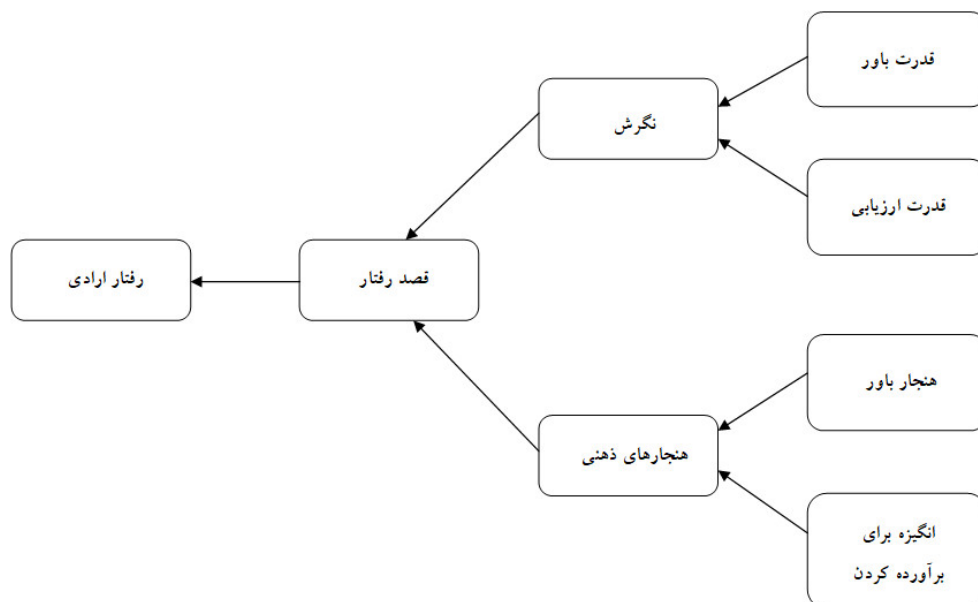 قدرت باور
نگرش
قدرت ارزیابی
قصد رفتار
رفتار ارادی
هنجار باور
هنجارهای ذهنی
انگیزه برای
برآورده کردن